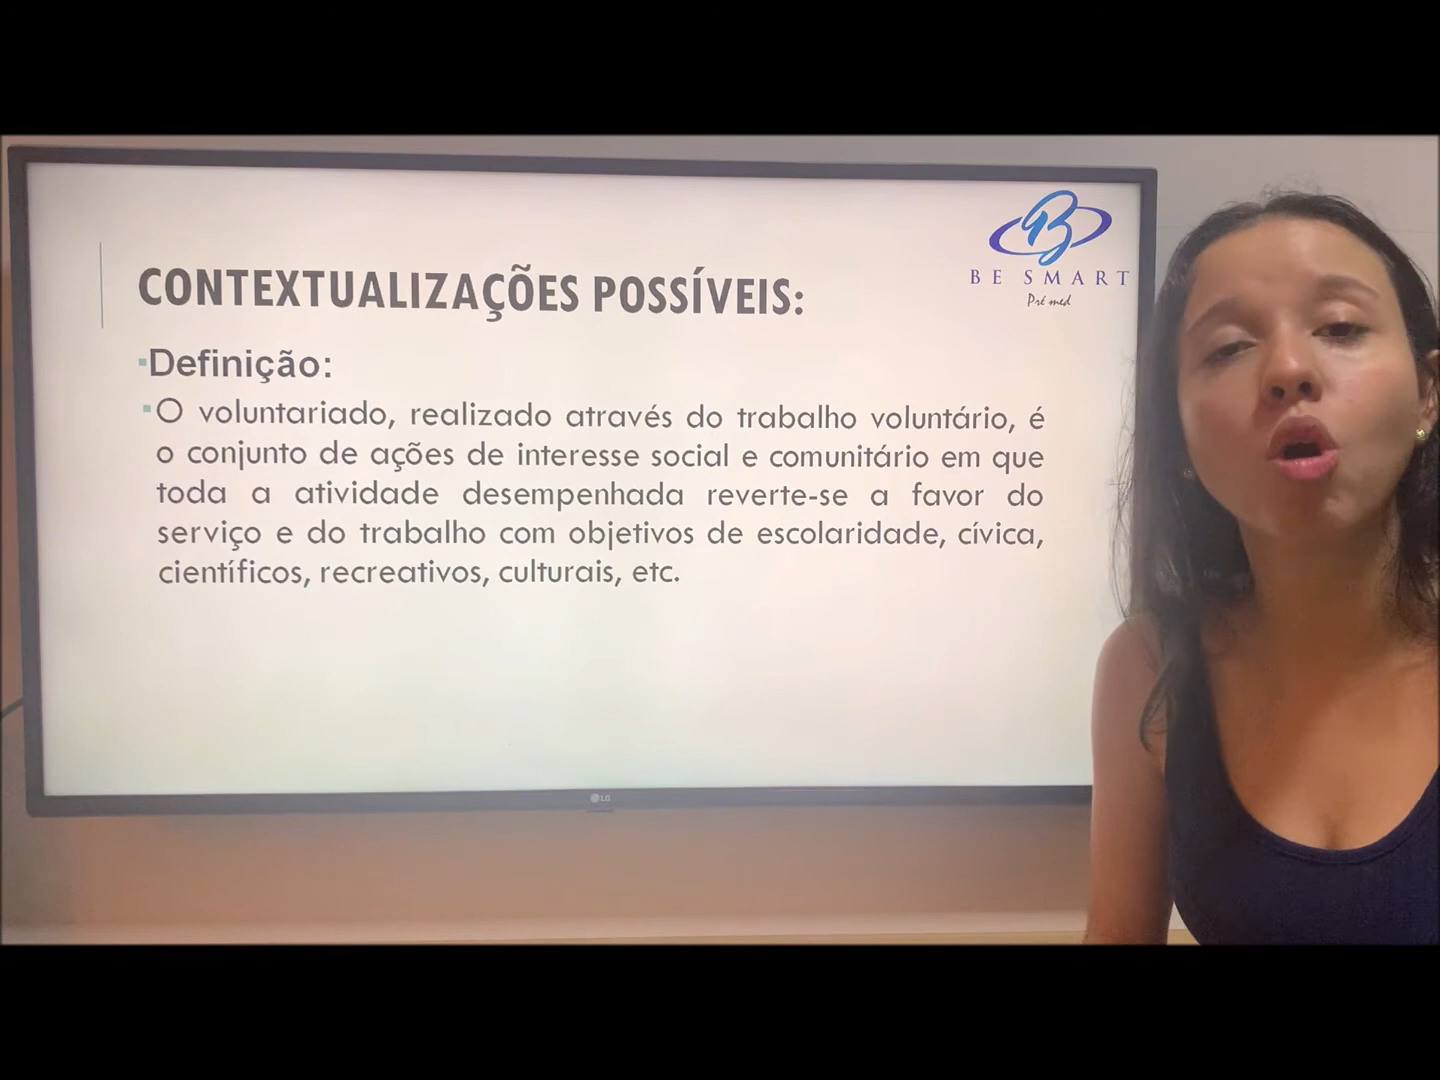 BE SMART
Pré med
CONTEXTUALIZAÇÕES POSSÍVEIS:
Definição:
O voluntariado, realizado através do trabalho voluntário, é
o conjunto de ações de interesse social e comunitário em que
toda a atividade desempenhada reverte-se a favor do
serviço e do trabalho com objetivos de escolaridade, cívica,
científicos, recreativos, culturais, etc.
LG